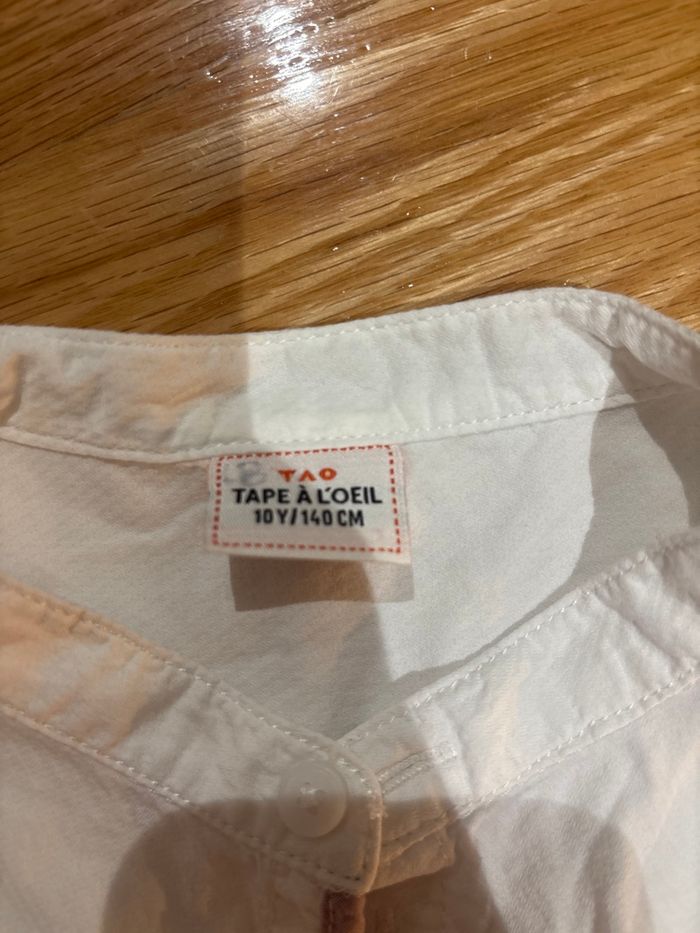 TAO
TAPE À L'OEIL
10 Y/140 CM